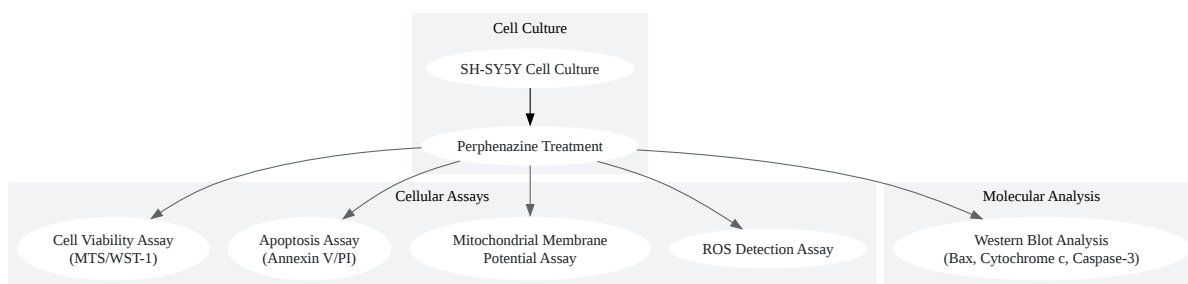 Cell Culture
SH-SY5Y Cell Culture
Perphenazine Treatment
Cellular Assays
Molecular Analysis
Cell Viability Assay
(MTS/WST-1)
Apoptosis Assay
(Annexin V/PI)
Mitochondrial Membrane
Potential Assay
ROS Detection Assay
Western Blot Analysis
(Bax, Cytochrome c, Caspase-3)